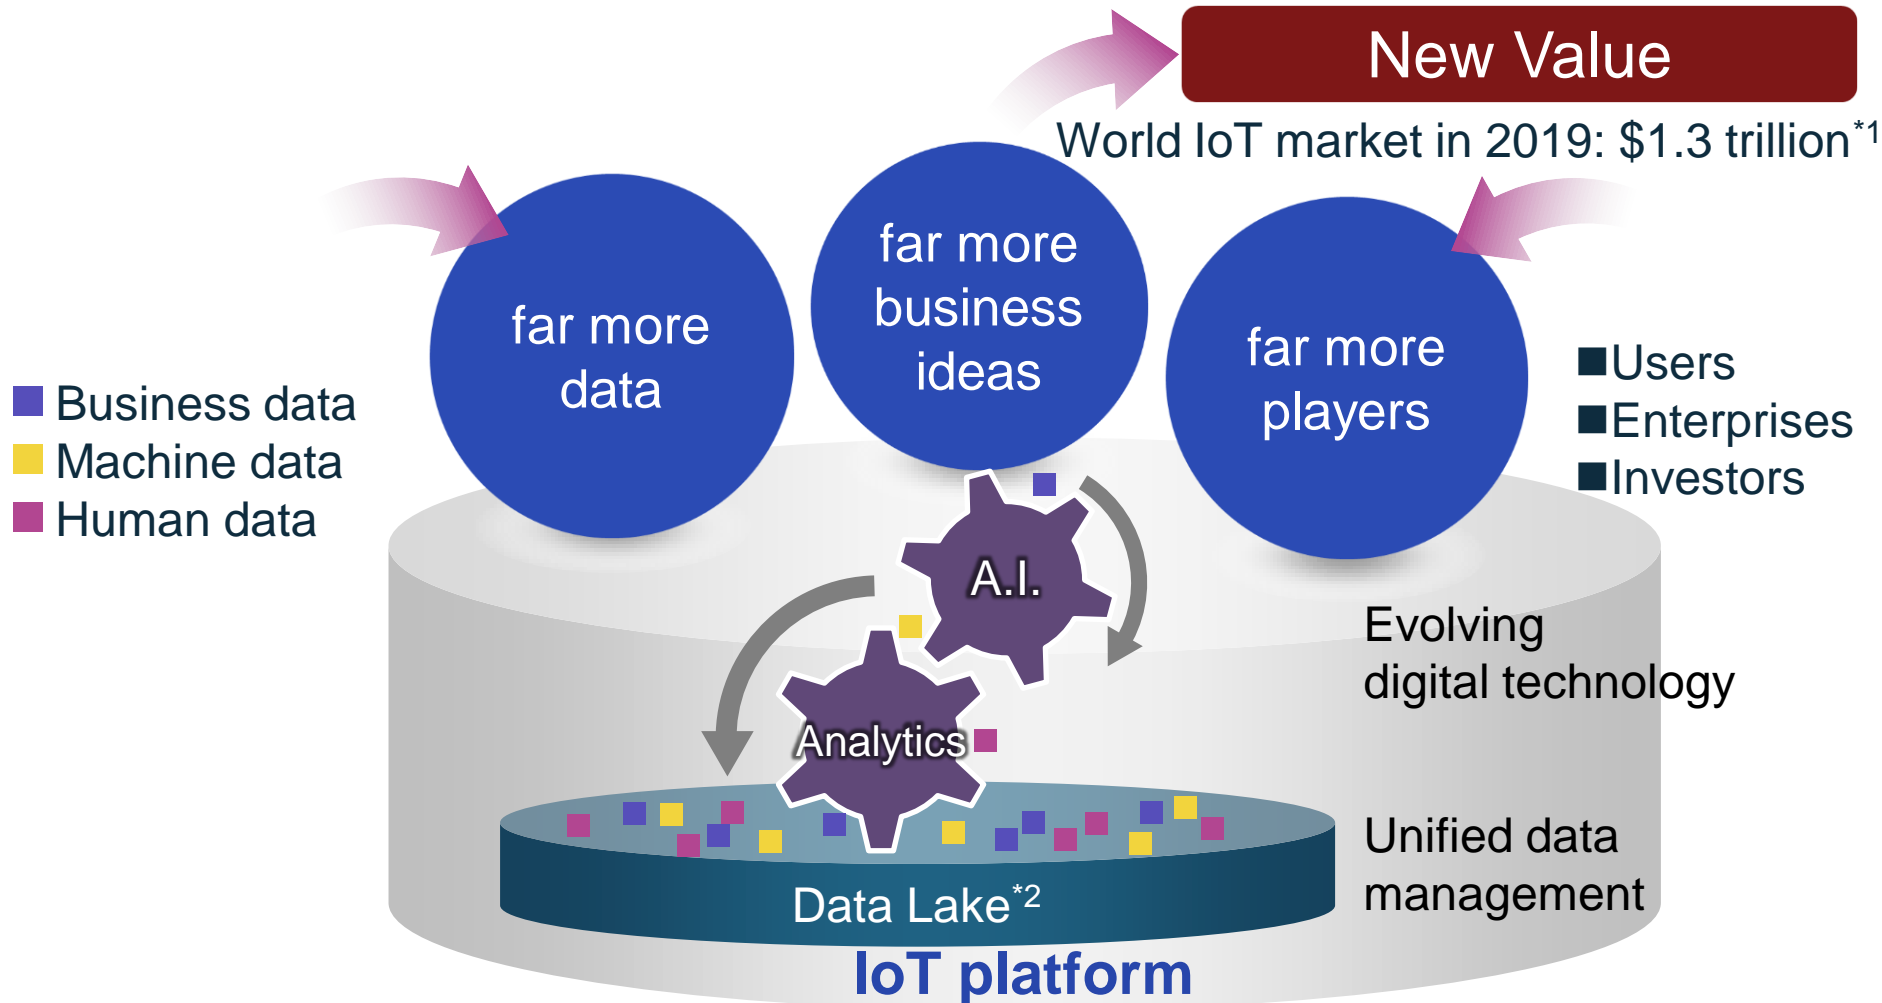 New Value
World IoT market in 2019: $1.3 trillion*1
far more
data
far more
business
ideas
far more
players
■ Business data
■ Machine data
■ Human data
■Users
■Enterprises
■Investors
A.I.
Analytics
Evolving
digital technology
Unified data
management
Data Lake*2
IoT platform